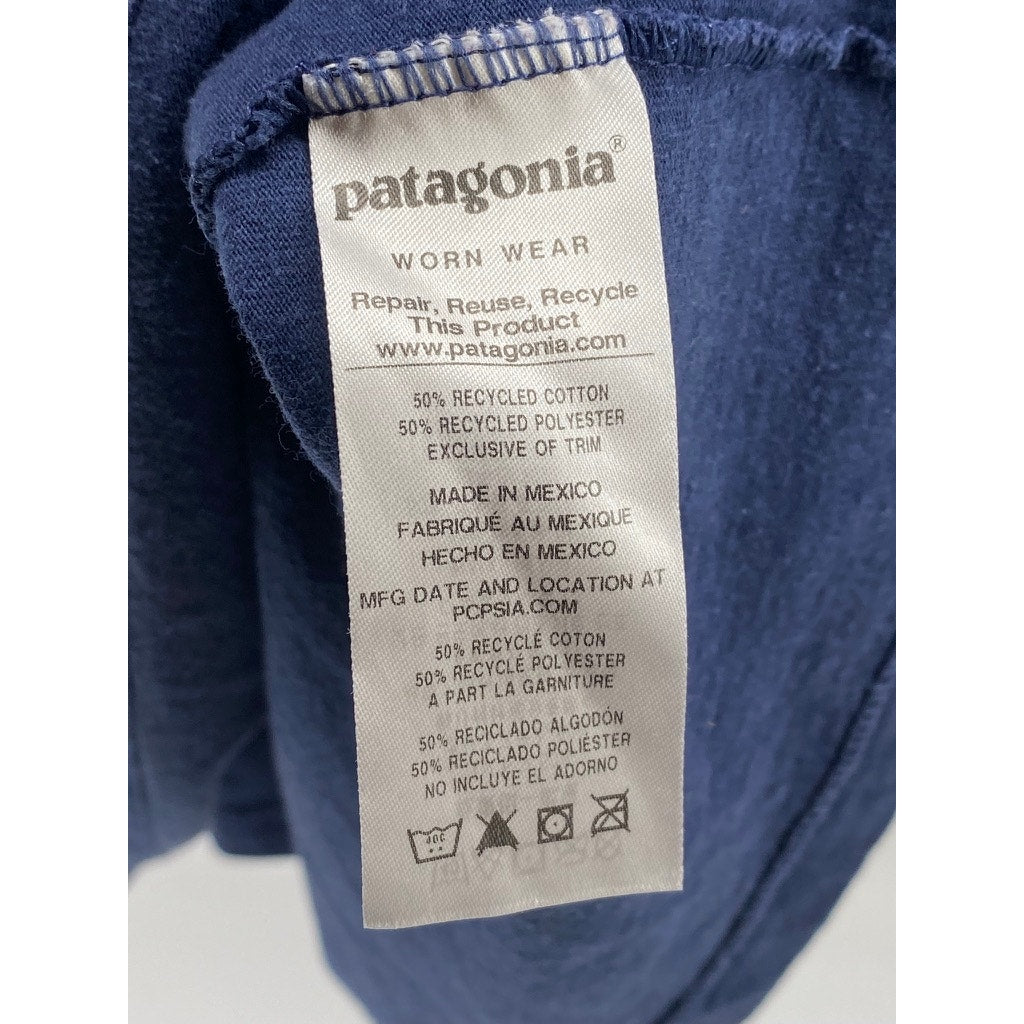 patagonia®
WORN WEAR
Repair, Reuse, Recycle
This Product
www.patagonia.com
50% RECYCLED COTTON
50% RECYCLED POLYESTER
EXCLUSIVE OF TRIM
MADE IN MEXICO
FABRIQUÉ AU MEXIQUE
HECHO EN MEXICO
MFG DATE AND LOCATION AT
PCPSIA.COM
50% RECYCLÉ COTON
50% RECYCLÉ POLYESTER
A PART LA GARNITURE
50% RECICLADO ALGODÓN
50% RECICLADO POLIÉSTER
NO INCLUYE EL ADORNO